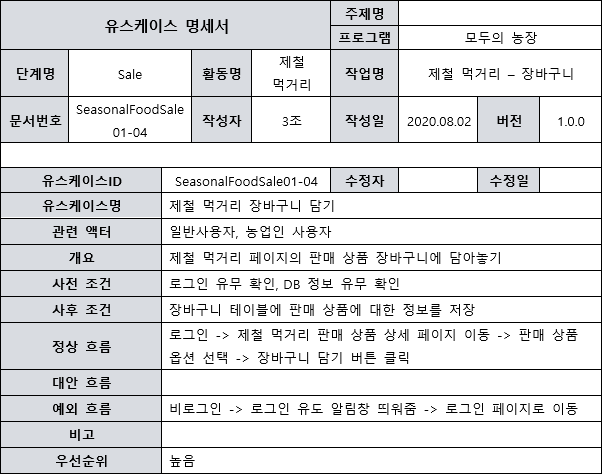 유스케이스 명세서
주제명
프로그램
모두의 농장
단계명
Sale
활동명
제철
먹거리
작업명
제철 먹거리 – 장바구니
문서번호
SeasonalFoodSale
01-04
작성자
3조
작성일
2020.08.02
버전
1.0.0
유스케이스ID
SeasonalFoodSale01-04
수정자
수정일
유스케이스명
제철 먹거리 장바구니 담기
관련 액터
일반사용자, 농업인 사용자
개요
제철 먹거리 페이지의 판매 상품 장바구니에 담아놓기
사전 조건
로그인 유무 확인, DB 정보 유무 확인
사후 조건
장바구니 테이블에 판매 상품에 대한 정보를 저장
정상 흐름
로그인 -> 제철 먹거리 판매 상품 상세 페이지 이동 -> 판매 상품
옵션 선택 -> 장바구니 담기 버튼 클릭
대안 흐름
예외 흐름
비로그인 -> 로그인 유도 알림창 띄워줌 -> 로그인 페이지로 이동
비고
우선순위
높음